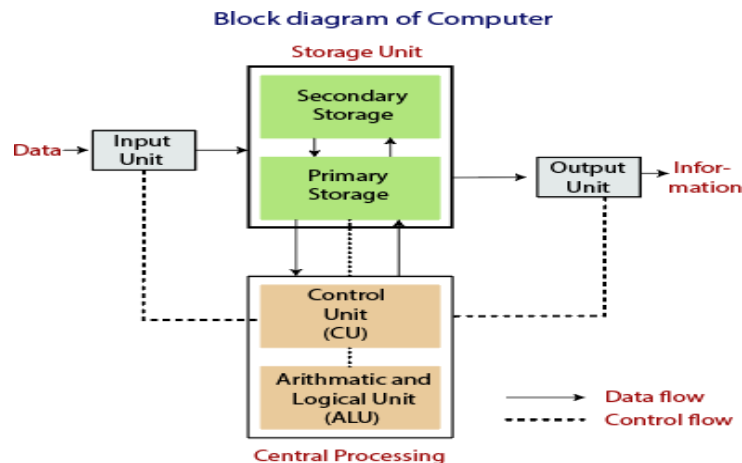 Block diagram of Computer
Storage Unit
Secondary
Storage
Data
Input
Unit
Primary
Storage
Output
Unit
Infor-
mation
Control
Unit
(CU)
Arithmatic and
Logical Unit
(ALU)
Data flow
Control flow
Central Processing